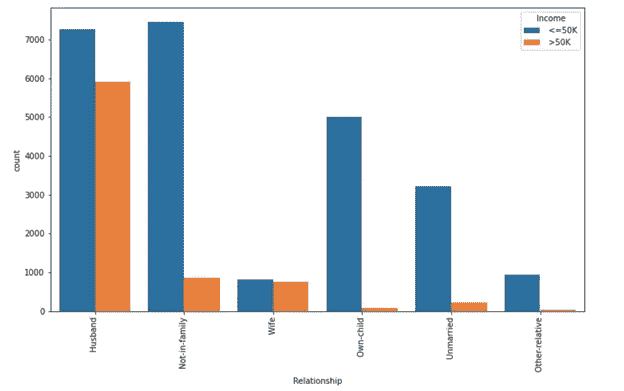 Income
<=50K
>50K
7000
6000
5000
4000
3000
2000
1000
0
count
Husband
Not-in-family
Wife
Own-child
Unmarried
Other-relative
Relationship